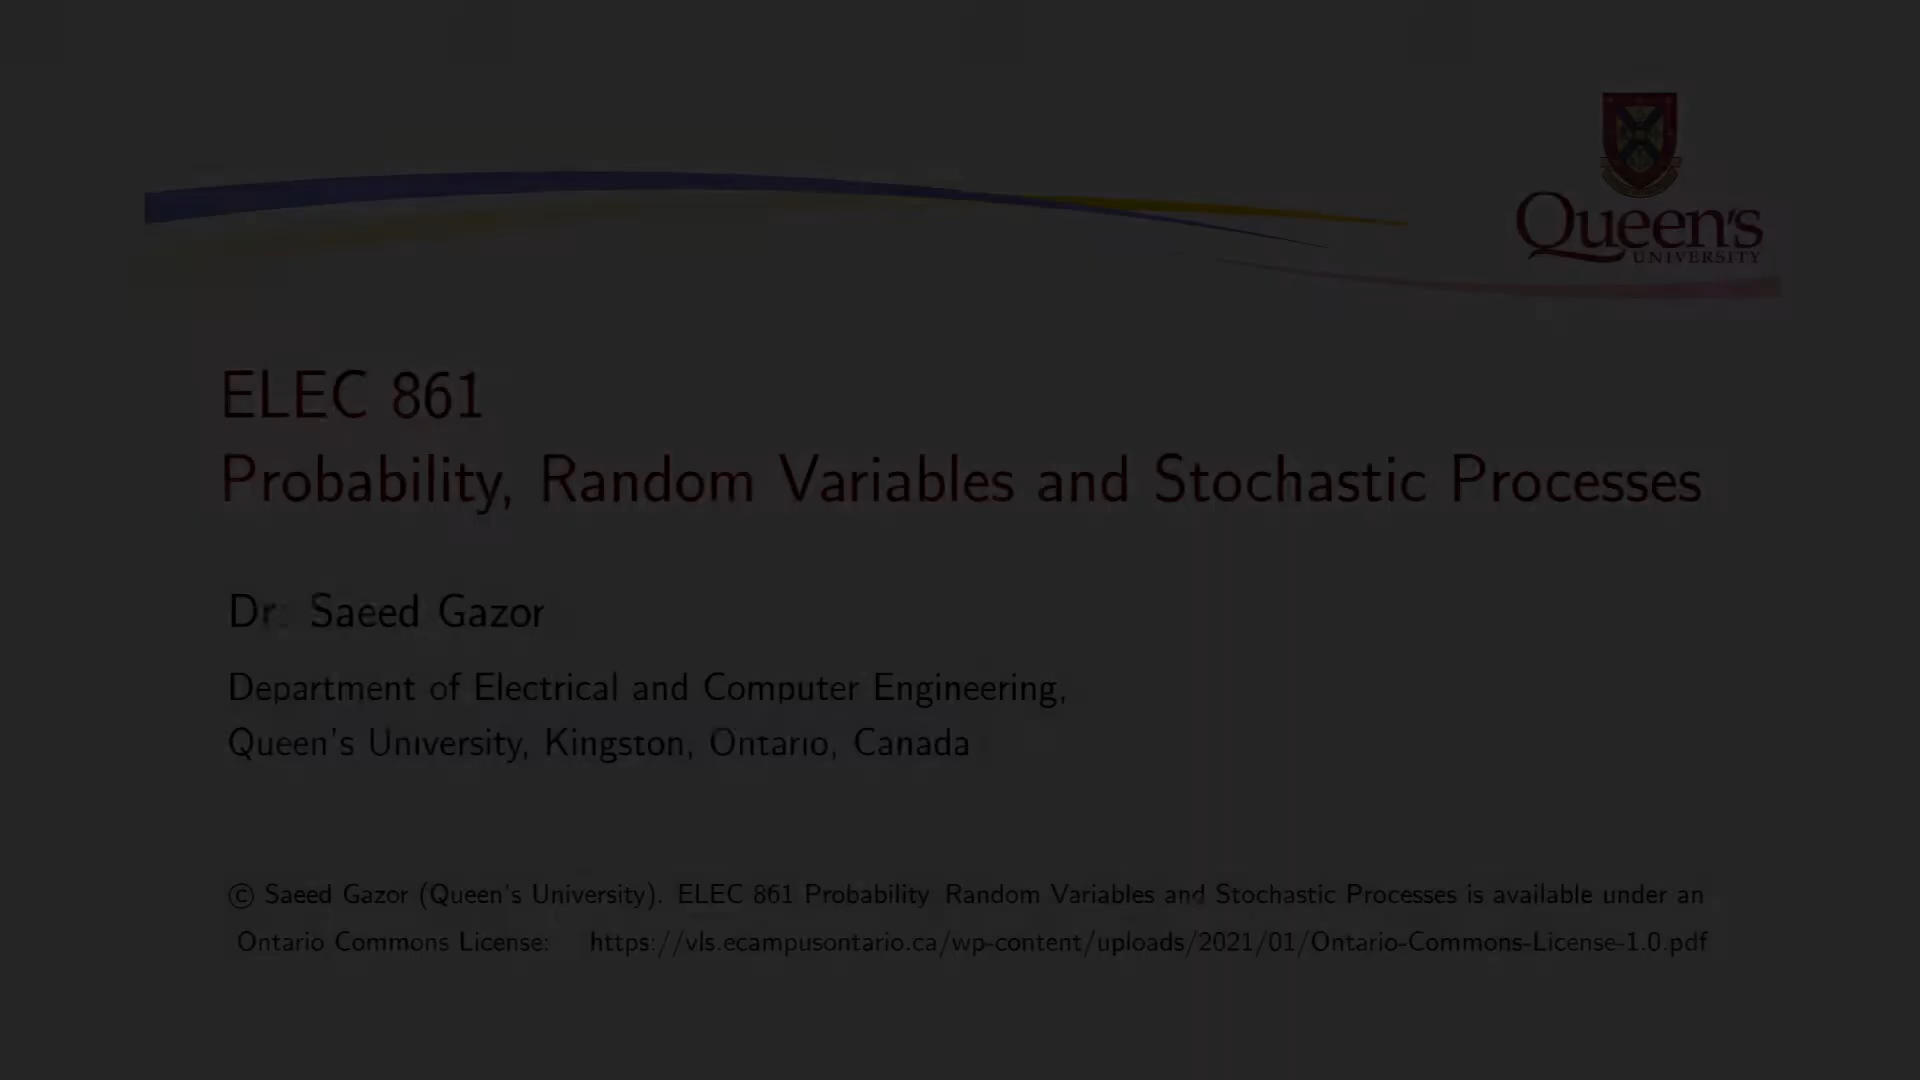 Queen's
UNIVERSITY
ELEC 861
Probability, Random Variables and Stochastic Processes
Dr. Saeed Gazor
Department of Electrical and Computer Engineering,
Queen's University, Kingston, Ontario, Canada
© Saeed Gazor (Queen's University). ELEC 861 Probability Random Variables and Stochastic Processes is available under an
Ontario Commons License: https://vls.ecampusontario.ca/wp-content/uploads/2021/01/Ontario-Commons-License-1.0.pdf